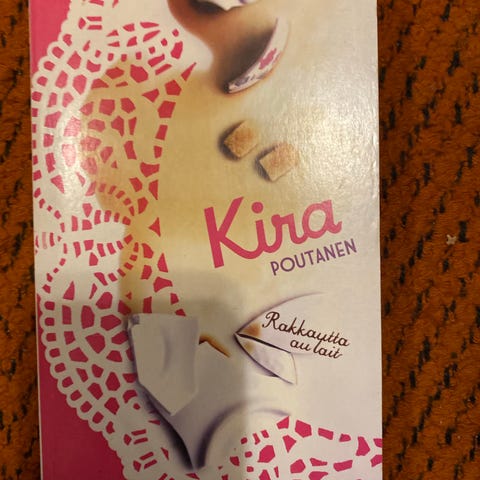 Kira
POUTANEN
Rakkautta
au lait